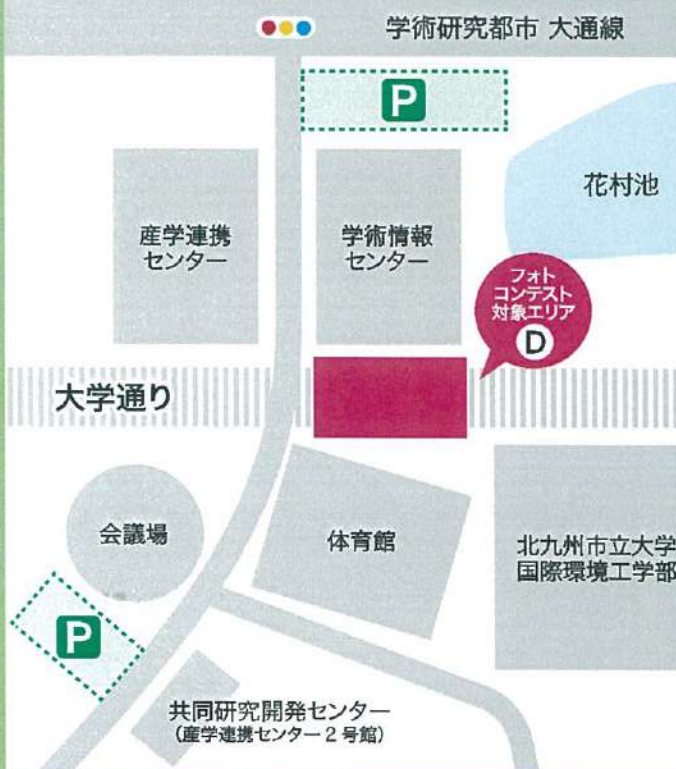 学術研究都市 大通線
P
花村池
産学連携
センター
学術情報
センター
フォト
コンテスト
対象エリア
D
大学通り
会議場
体育館
北九州市立大学
国際環境工学部
P
共同研究開発センター
(産学連携センター2号館)